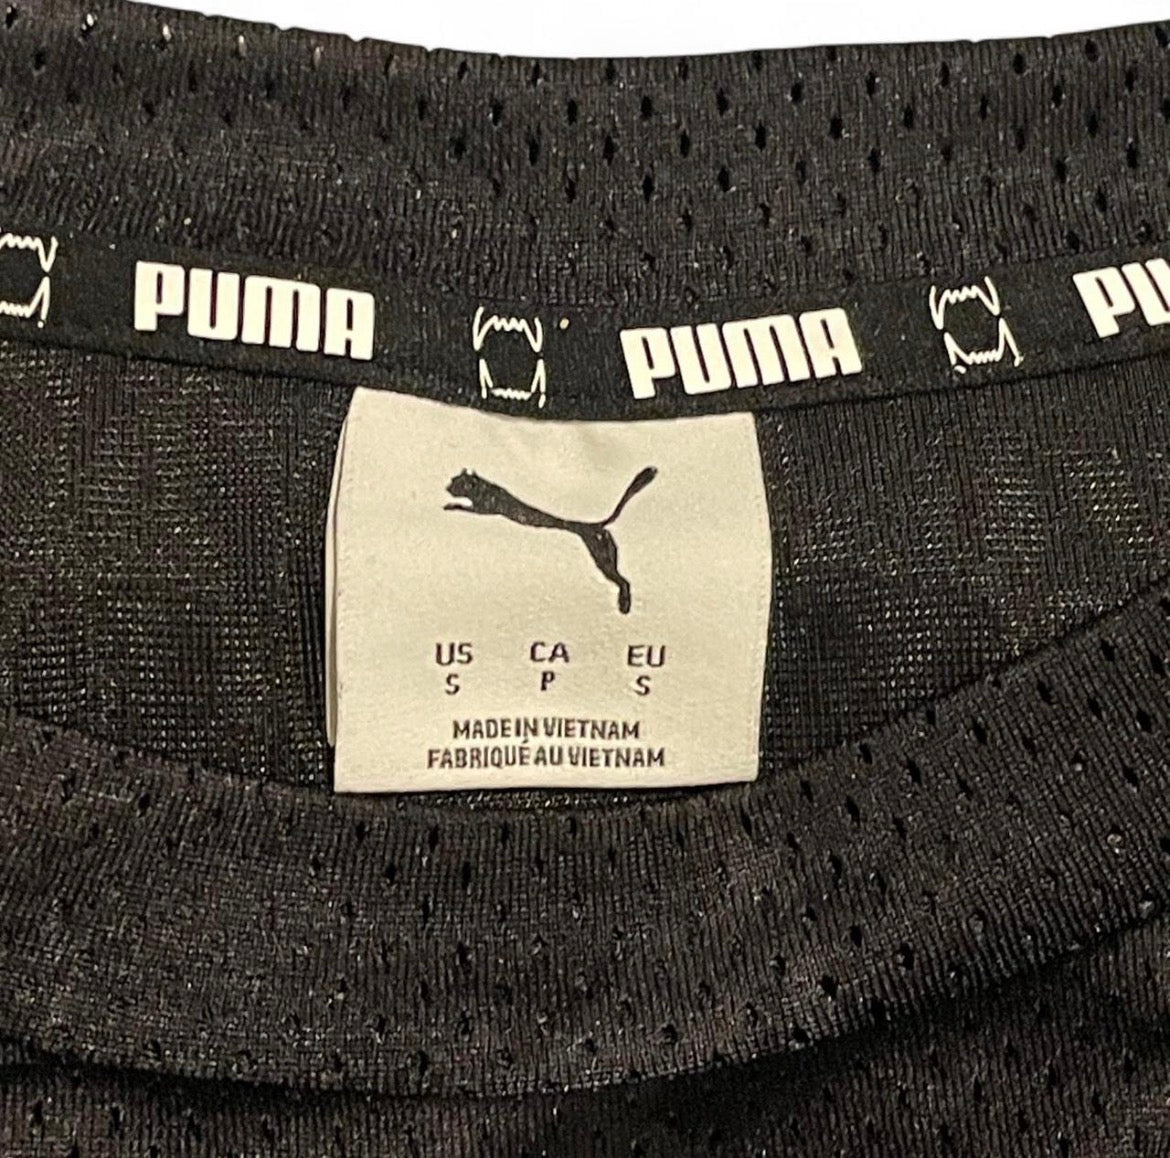 PUMA PUMA PU
US CA EU
S P S
MADE IN VIETNAM
FABRIQUÉ AU VIETNAM